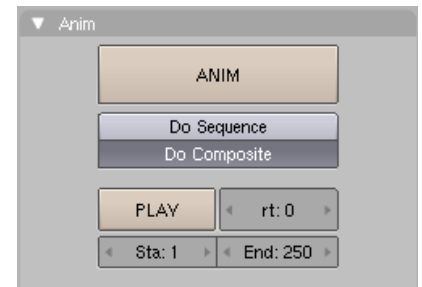 Anim
ANIM
Do Sequence
Do Composite
PLAY rt: 0
Sta: 1 End: 250